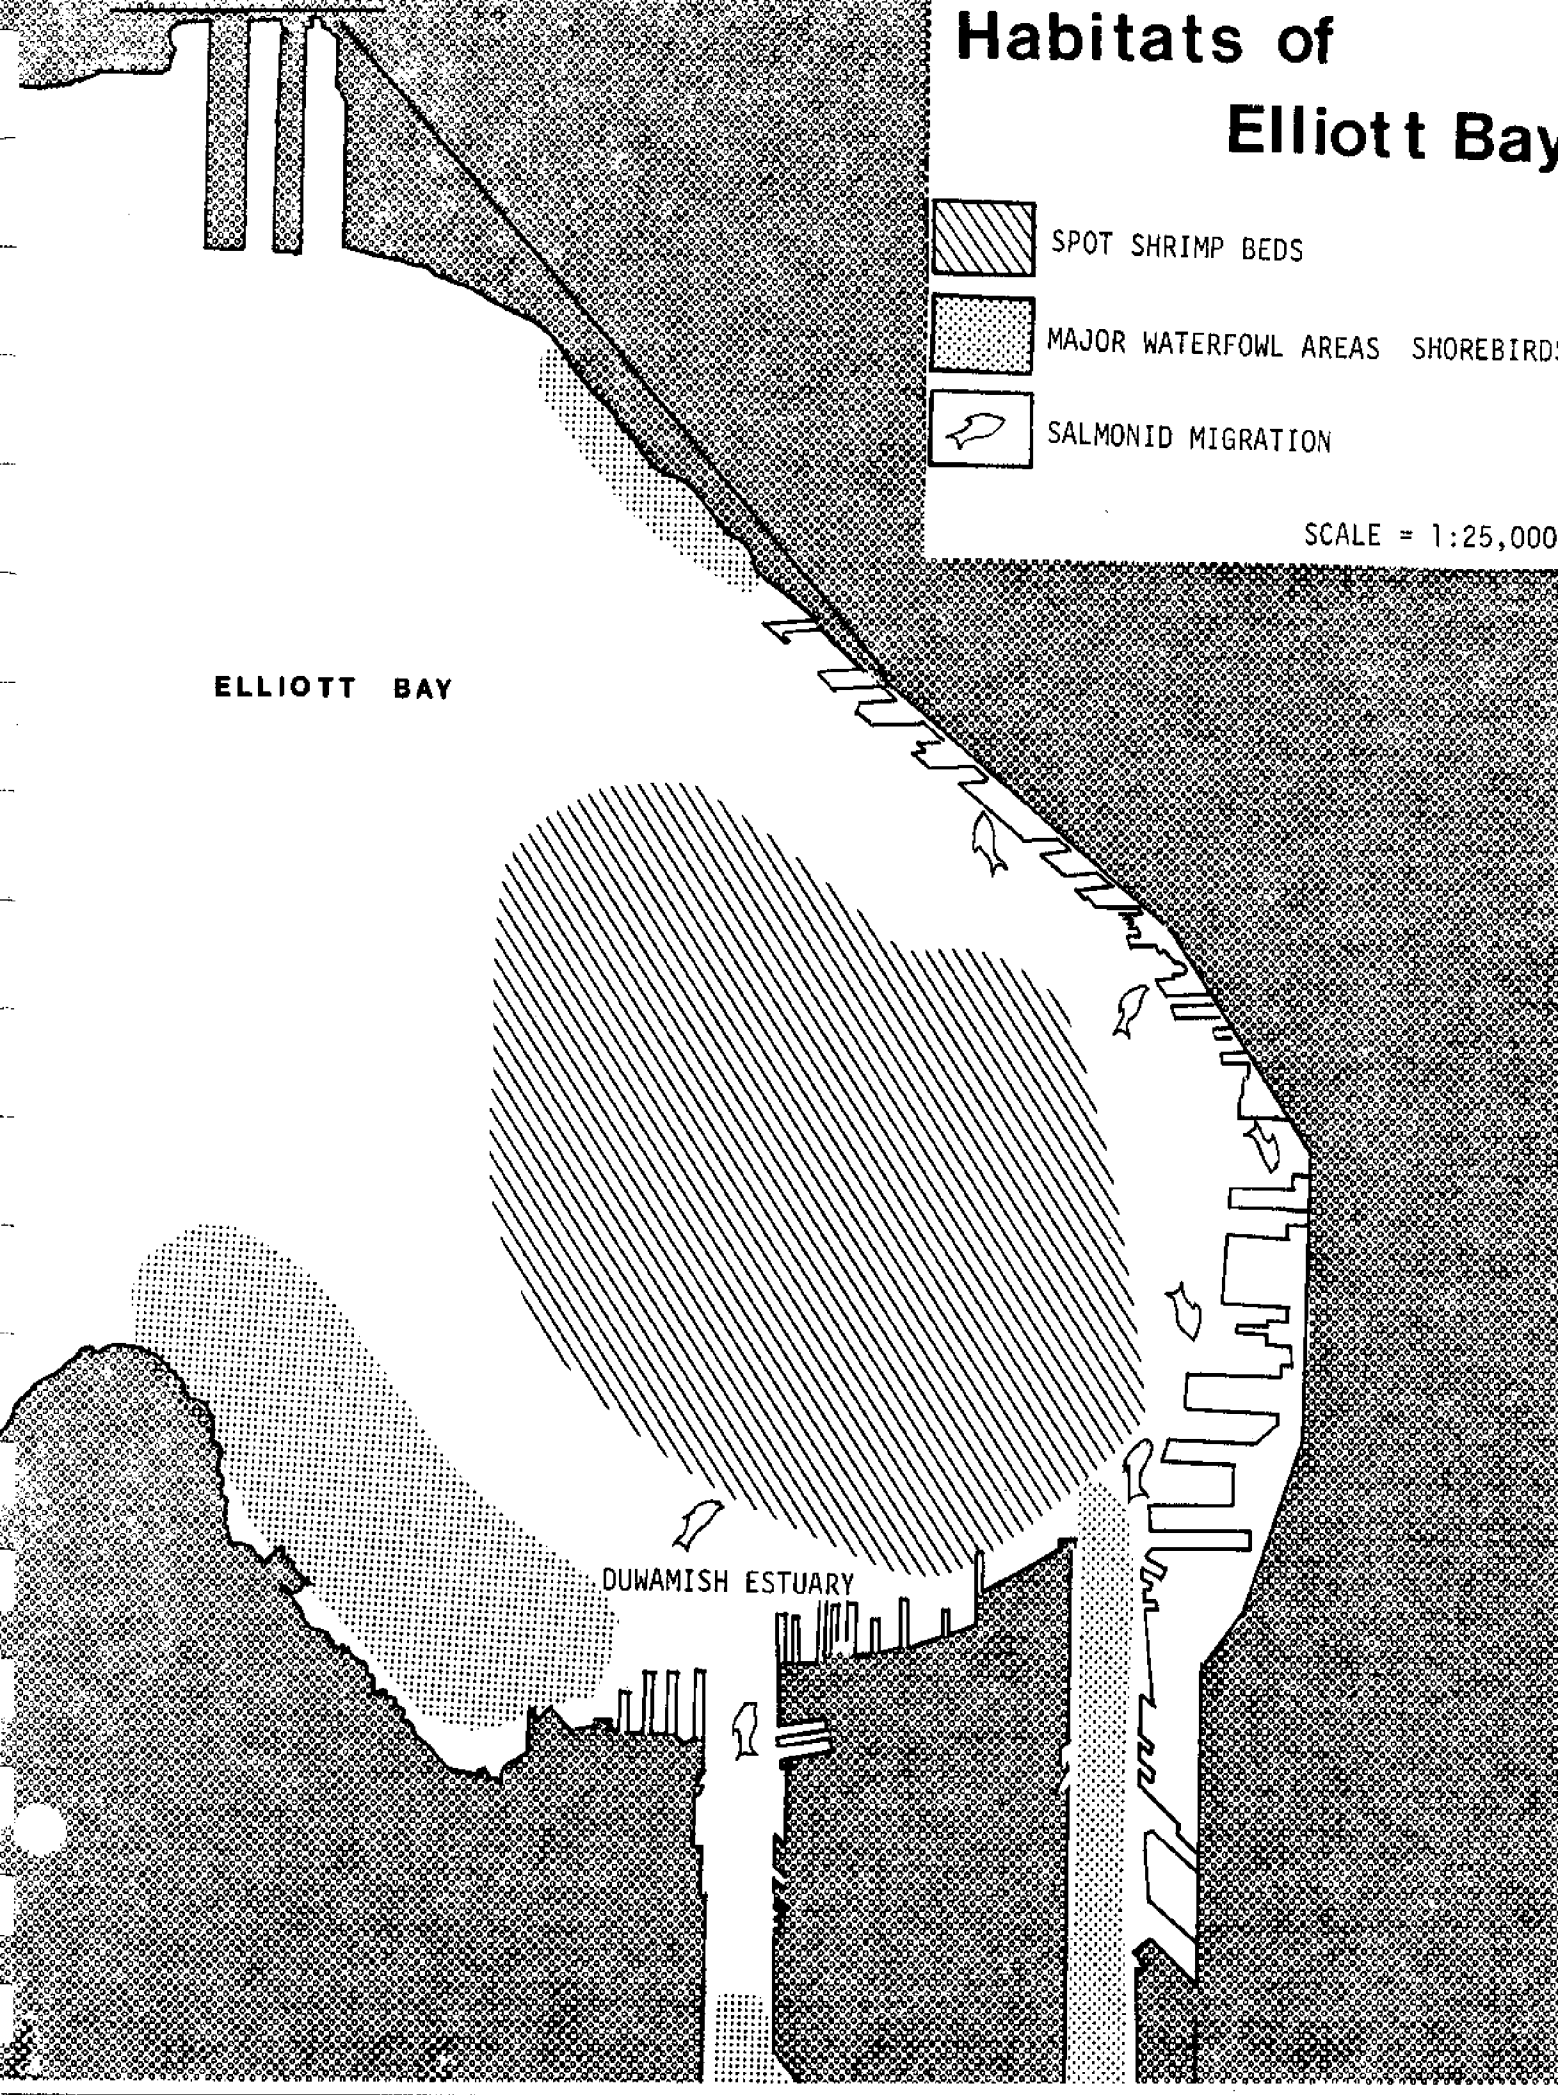 Habitats of
Elliott Bay
SPOT SHRIMP BEDS
MAJOR WATERFOWL AREAS SHOREBIRDS
SALMONID MIGRATION
SCALE = 1:25,000
ELLIOTT BAY
DUWAMISH ESTUARY